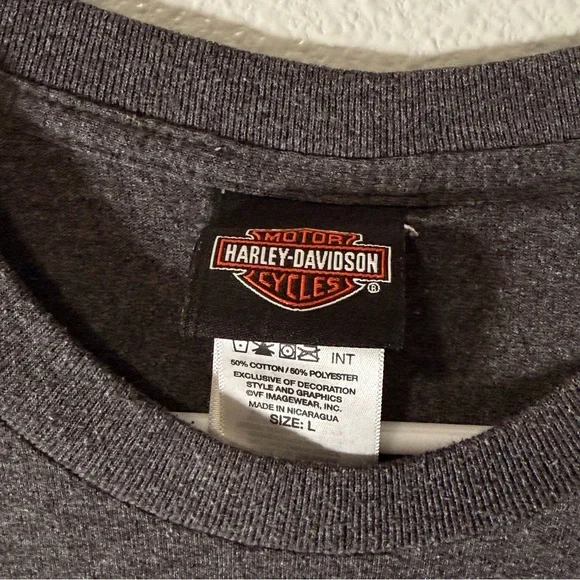 MOTOR
HARLEY-DAVIDSON
CYCLES ®
INT
50% COTTON / 50% POLYESTER
EXCLUSIVE OF DECORATION
STYLE AND GRAPHICS
©VF IMAGEWEAR, INC.
MADE IN NICARAGUA
SIZE: L